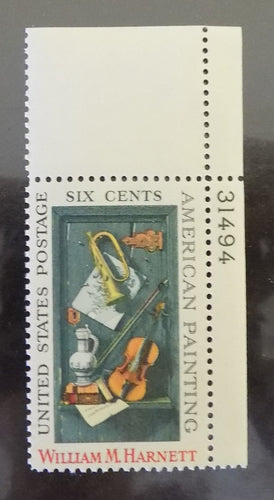 SIX CENTS
UNITED STATES POSTAGE
AMERICAN PAINTING
31494
WILLIAM M. HARNETT